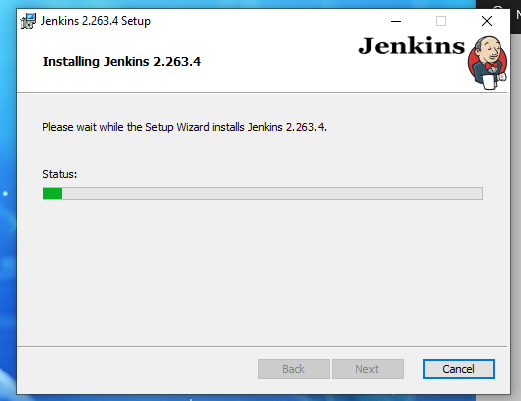 Jenkins 2.263.4 Setup
Jenkins
Installing Jenkins 2.263.4
Please wait while the Setup Wizard installs Jenkins 2.263.4.
Status:
Back
Next
Cancel